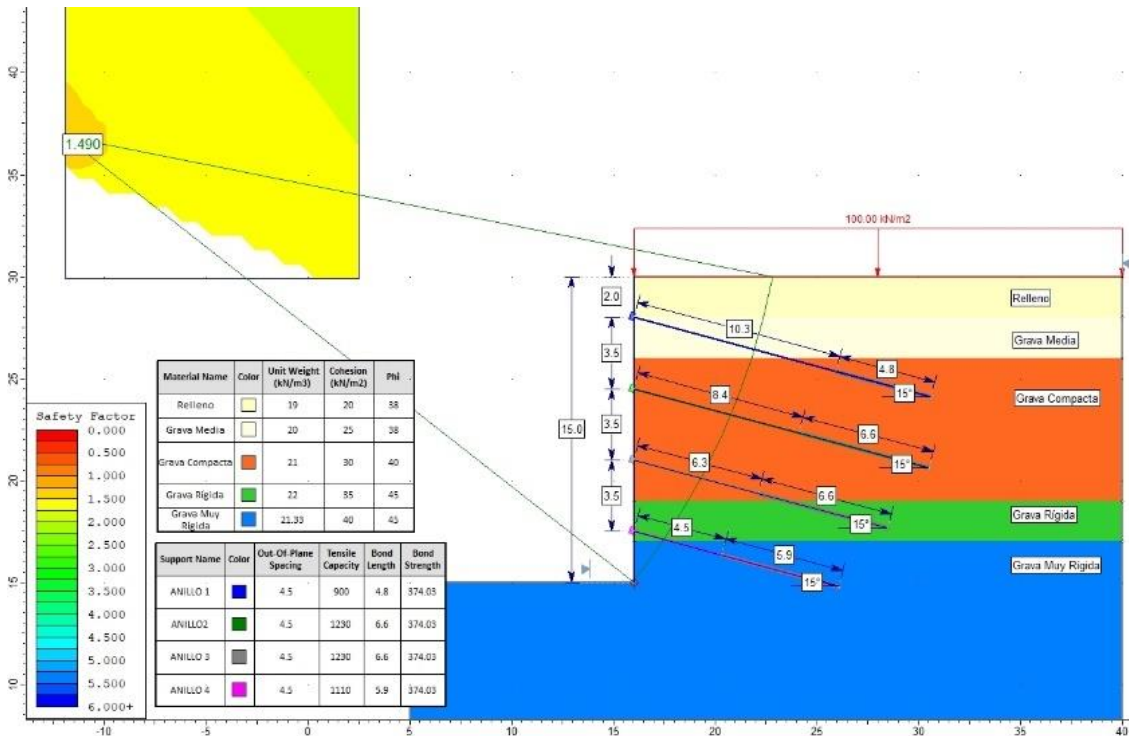 40
35
30
25
20
15
10
-10
-5
0
5
10
15
20
25
30
35
40
1.490
100.00 kN/m2
Relleno
Grava Media
Grava Compacta
Grava Rígida
Grava Muy Rígida
2.0
3.5
3.5
3.5
15.0
10.3
4.8
15°
8.4
6.6
15°
6.3
6.6
15°
4.5
5.9
15°
Material Name Color Unit Weight (kN/m3) Cohesion (kN/m2) Phi
Relleno 19 20 38
Grava Media 20 25 38
Grava Compacta 21 30 40
Grava Rígida 22 35 45
Grava Muy Rígida 21.33 40 45
Support Name Color Out-Of-Plane Spacing Tensile Capacity Bond Length Bond Strength
ANILLO 1 4.5 900 4.8 374.03
ANILLO2 4.5 1230 6.6 374.03
ANILLO 3 4.5 1230 6.6 374.03
ANILLO 4 4.5 1110 5.9 374.03
Safety Factor
0.000
0.500
1.000
1.500
2.000
2.500
3.000
3.500
4.000
4.500
5.000
5.500
6.000+